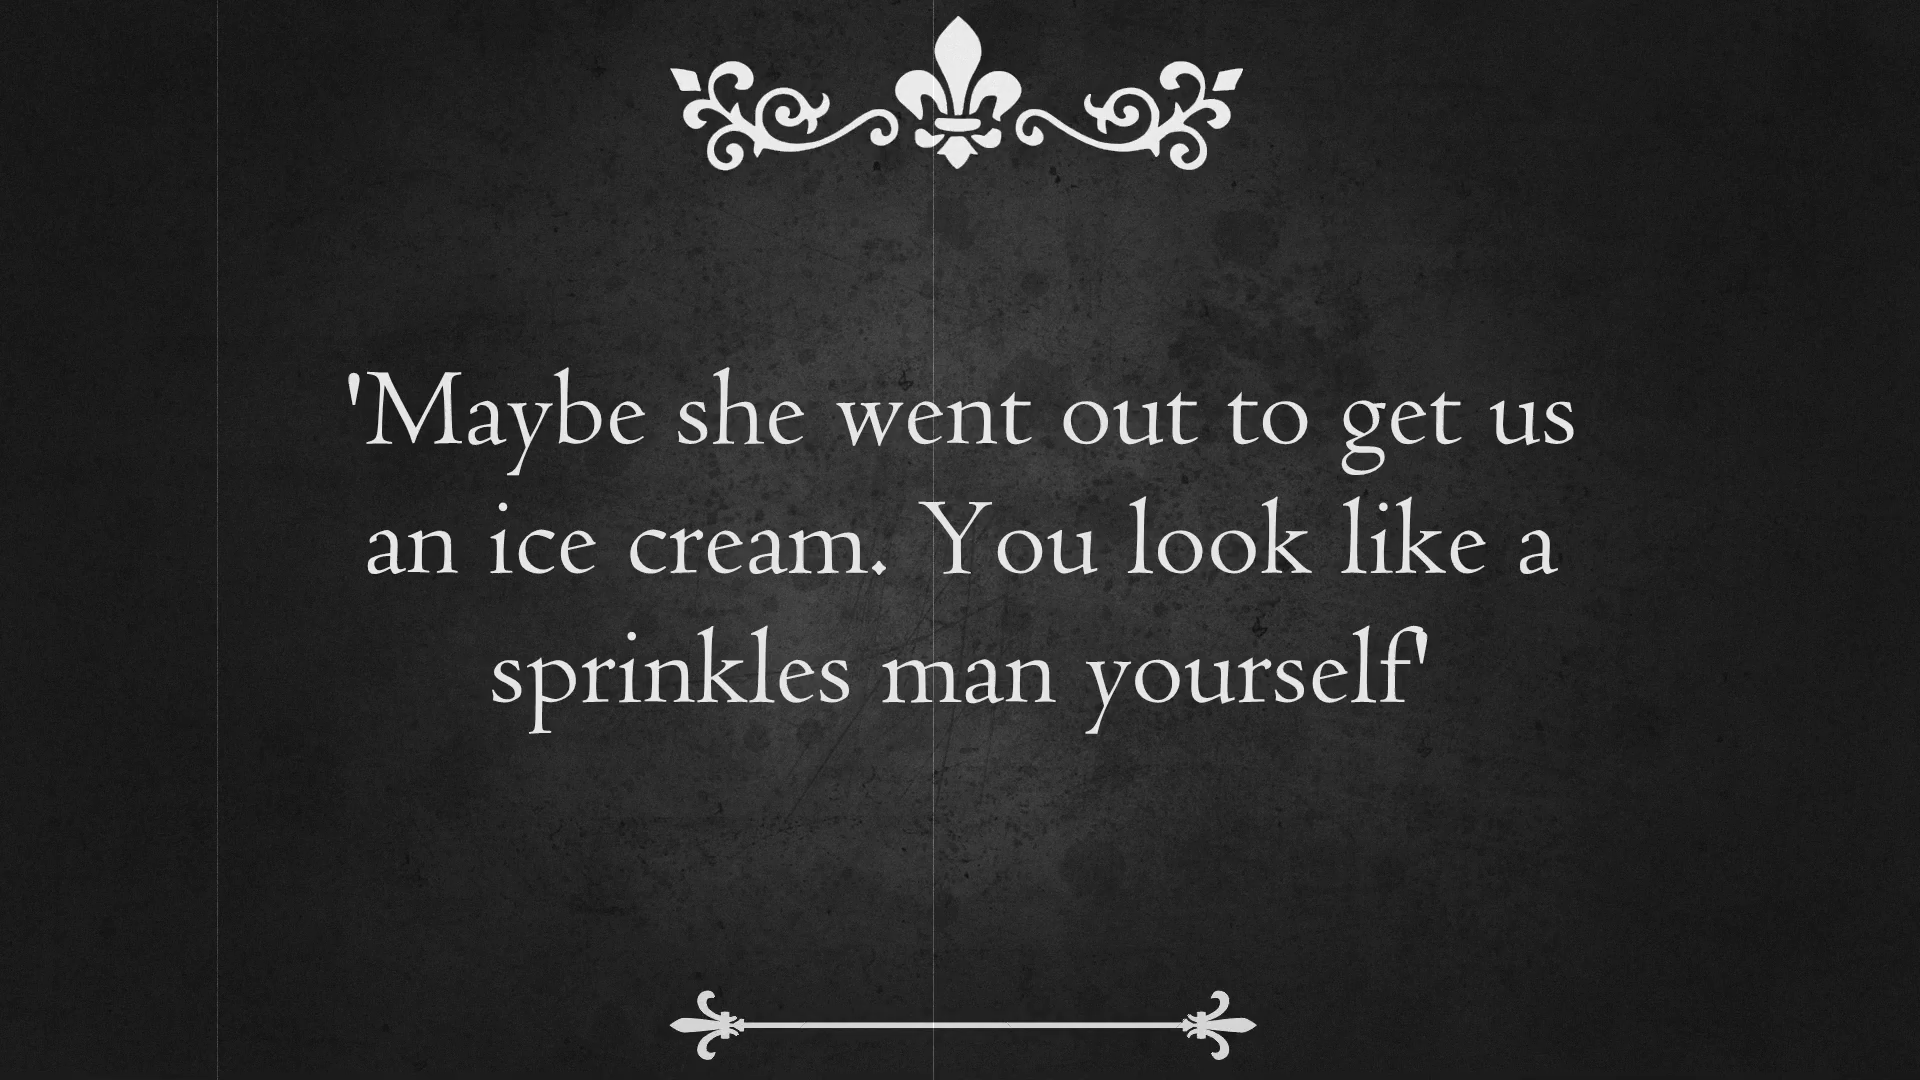 'Maybe she went out to get us
an ice cream. You look like a
sprinkles man yourself'